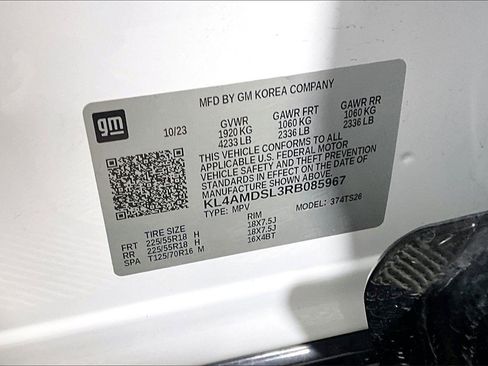 MFD BY GM KOREA COMPANY
gm
10/23
GVWR GAWR FRT GAWR RR
1920 KG 1060 KG 1060 KG
4233 LB 2336 LB 2336 LB
THIS VEHICLE CONFORMS TO ALL
APPLICABLE U.S. FEDERAL MOTOR
VEHICLE SAFETY AND THEFT PREVENTION
STANDARDS IN EFFECT ON THE DATE OF
MANUFACTURE SHOWN ABOVE.
KL4AMDSL3RB085967
TYPE: MPV MODEL: 374TS26
TIRE SIZE RIM
FRT 225/55R18 H 18X7.5J
RR 225/55R18 H 18X7.5J
SPA T125/70R16 M 16X4BT